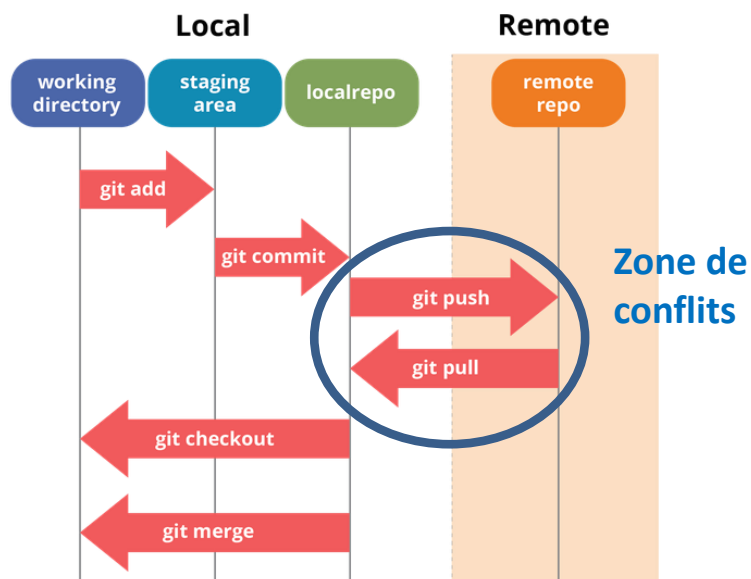 Local
Remote
working
directory
staging
area
localrepo
remote
repo
git add
git commit
git push
Zone de
conflits
git pull
git checkout
git merge